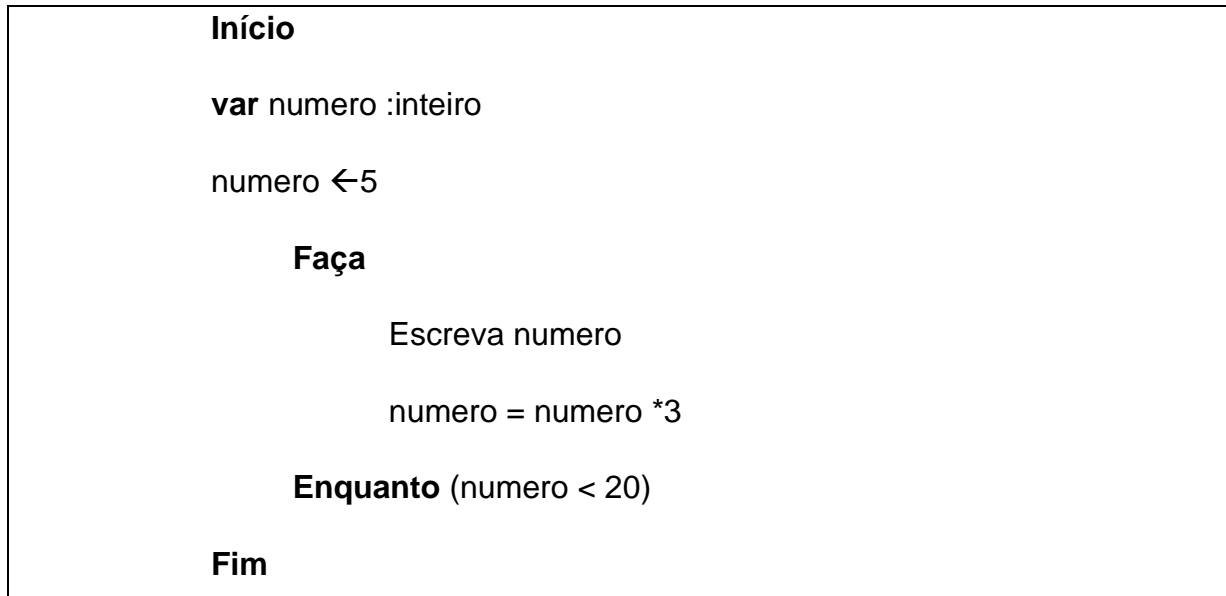 Início
var numero :inteiro
numero ←5
Faça
Escreva numero
numero = numero *3
Enquanto (numero < 20)
Fim